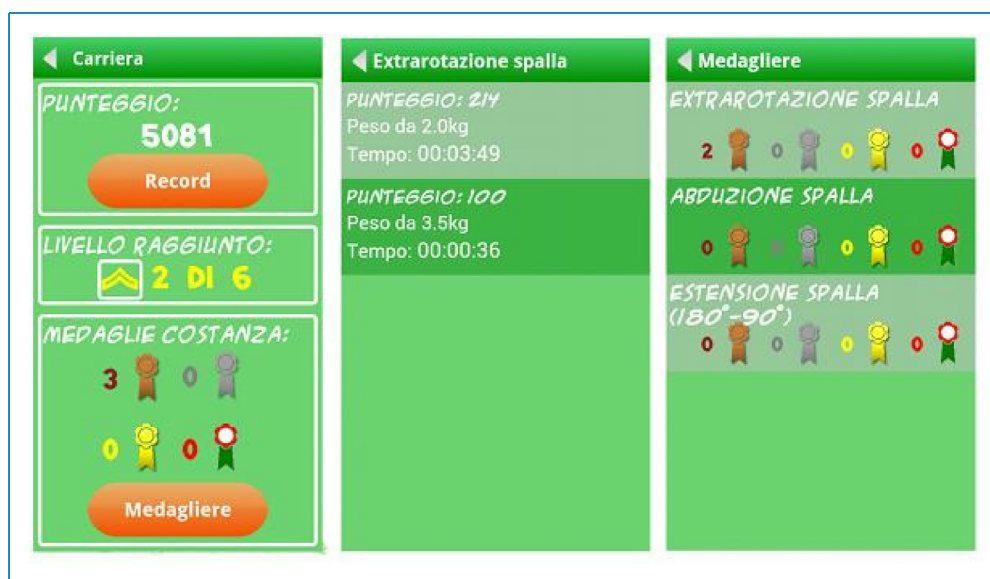 Carriera
PUNTEGGIO:
5081
Record
LIVELLO RAGGIUNTO:
2 DI 6
MEDAGLIE COSTANZA:
3 0
0 0
Medagliere
Extrarotazione spalla
PUNTEGGIO: 214
Peso da 2.0kg
Tempo: 00:03:49
PUNTEGGIO: 100
Peso da 3.5kg
Tempo: 00:00:36
Medagliere
EXTRAROTAZIONE SPALLA
2 0 0 0
ABDUZIONE SPALLA
0 0 0 0
ESTENSIONE SPALLA
(180°-90°)
0 0 0 0